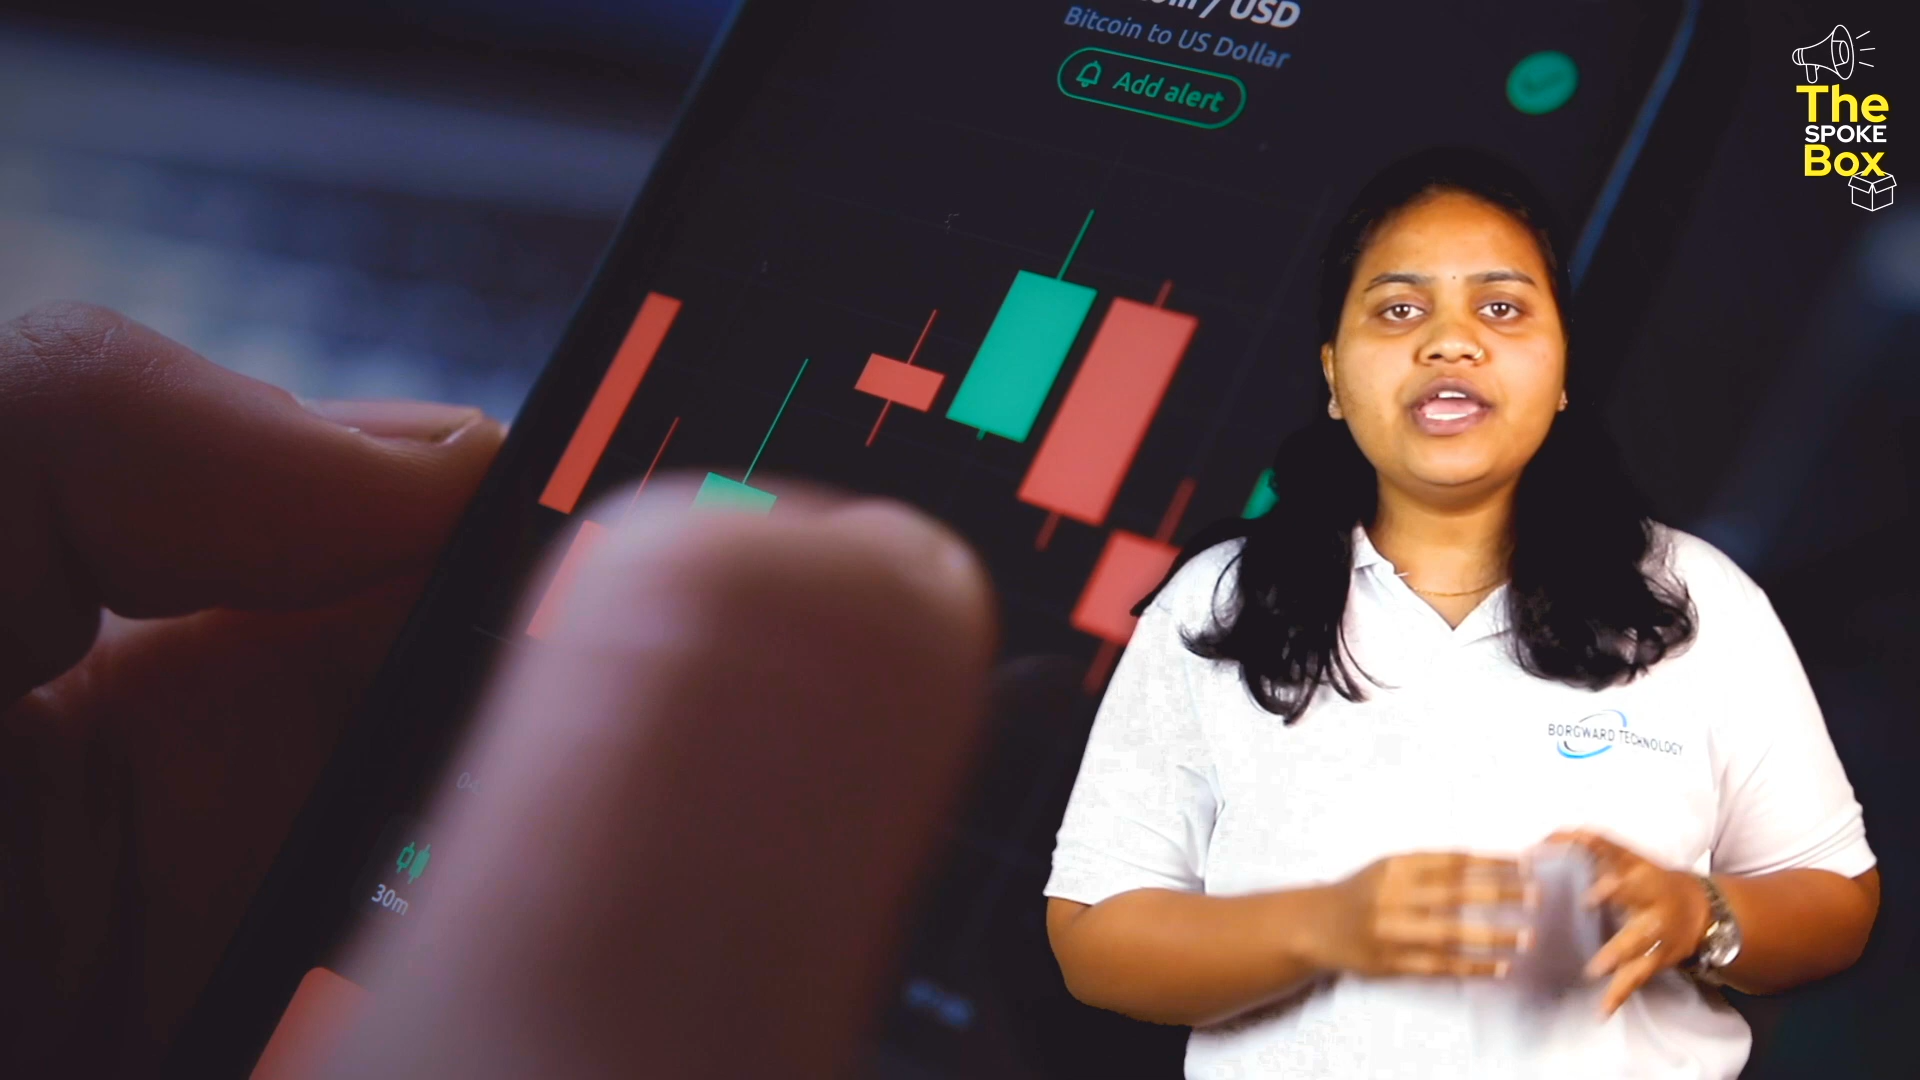 / USD
Bitcoin to US Dollar
Add alert
The
SPOKE
Box
BORGWARD TECHNOLOGY
30m